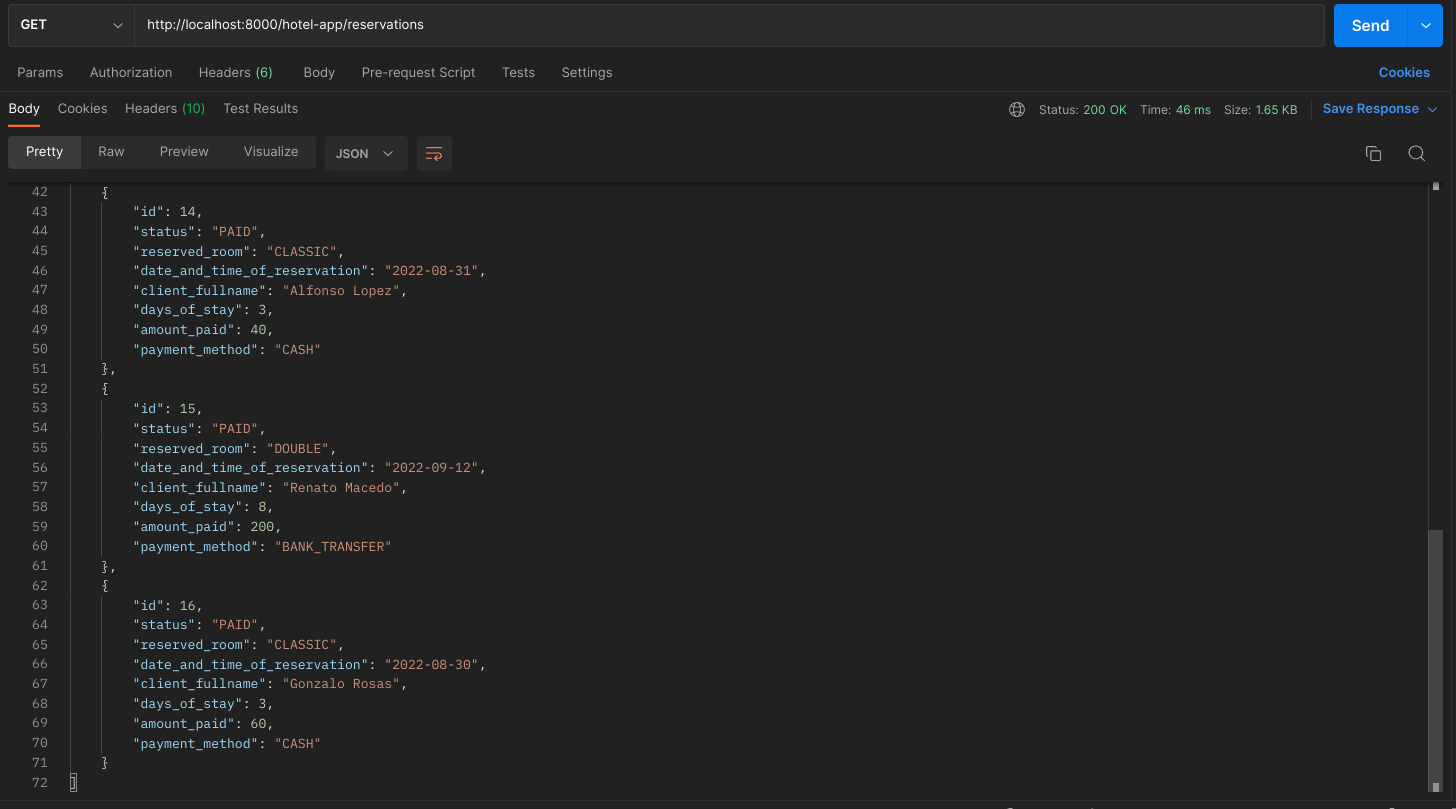 GET http://localhost:8000/hotel-app/reservations Send
Params Authorization Headers (6) Body Pre-request Script Tests Settings Cookies
Body Cookies Headers (10) Test Results Status: 200 OK Time: 46 ms Size: 1.65 KB Save Response
Pretty Raw Preview Visualize JSON
42 {
43 "id": 14,
44 "status": "PAID",
45 "reserved_room": "CLASSIC",
46 "date_and_time_of_reservation": "2022-08-31",
47 "client_fullname": "Alfonso Lopez",
48 "days_of_stay": 3,
49 "amount_paid": 40,
50 "payment_method": "CASH"
51 },
52 {
53 "id": 15,
54 "status": "PAID",
55 "reserved_room": "DOUBLE",
56 "date_and_time_of_reservation": "2022-09-12",
57 "client_fullname": "Renato Macedo",
58 "days_of_stay": 8,
59 "amount_paid": 200,
60 "payment_method": "BANK_TRANSFER"
61 },
62 {
63 "id": 16,
64 "status": "PAID",
65 "reserved_room": "CLASSIC",
66 "date_and_time_of_reservation": "2022-08-30",
67 "client_fullname": "Gonzalo Rosas",
68 "days_of_stay": 3,
69 "amount_paid": 60,
70 "payment_method": "CASH"
71 }
72 ]